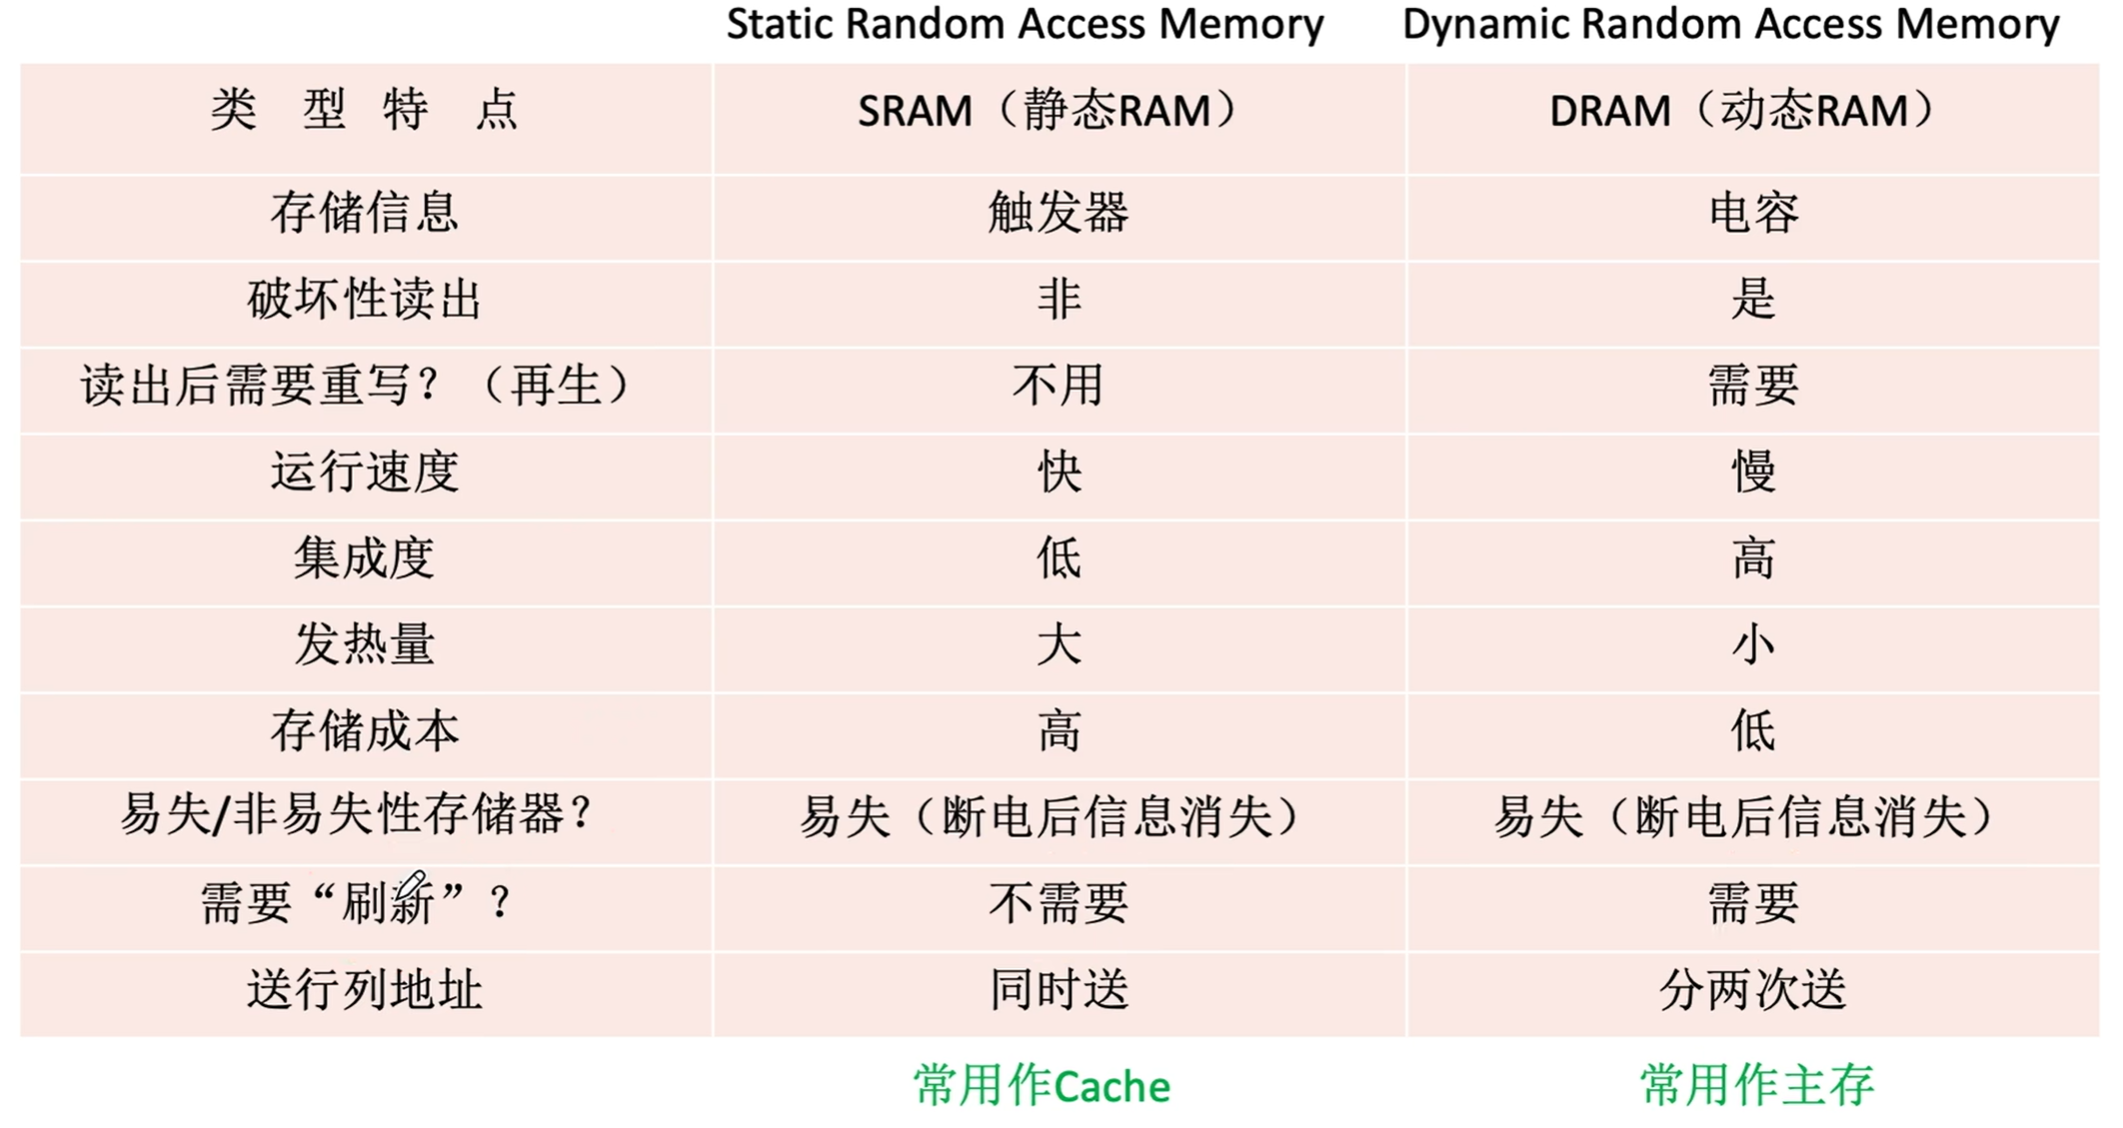 Static Random Access Memory Dynamic Random Access Memory
类 型 特 点 SRAM（静态RAM） DRAM（动态RAM）
存储信息 触发器 电容
破坏性读出 非 是
读出后需要重写？（再生） 不用 需要
运行速度 快 慢
集成度 低 高
发热量 大 小
存储成本 高 低
易失/非易失性存储器？ 易失（断电后信息消失） 易失（断电后信息消失）
需要“刷新”？ 不需要 需要
送行列地址 同时送 分两次送
常用作Cache 常用作主存